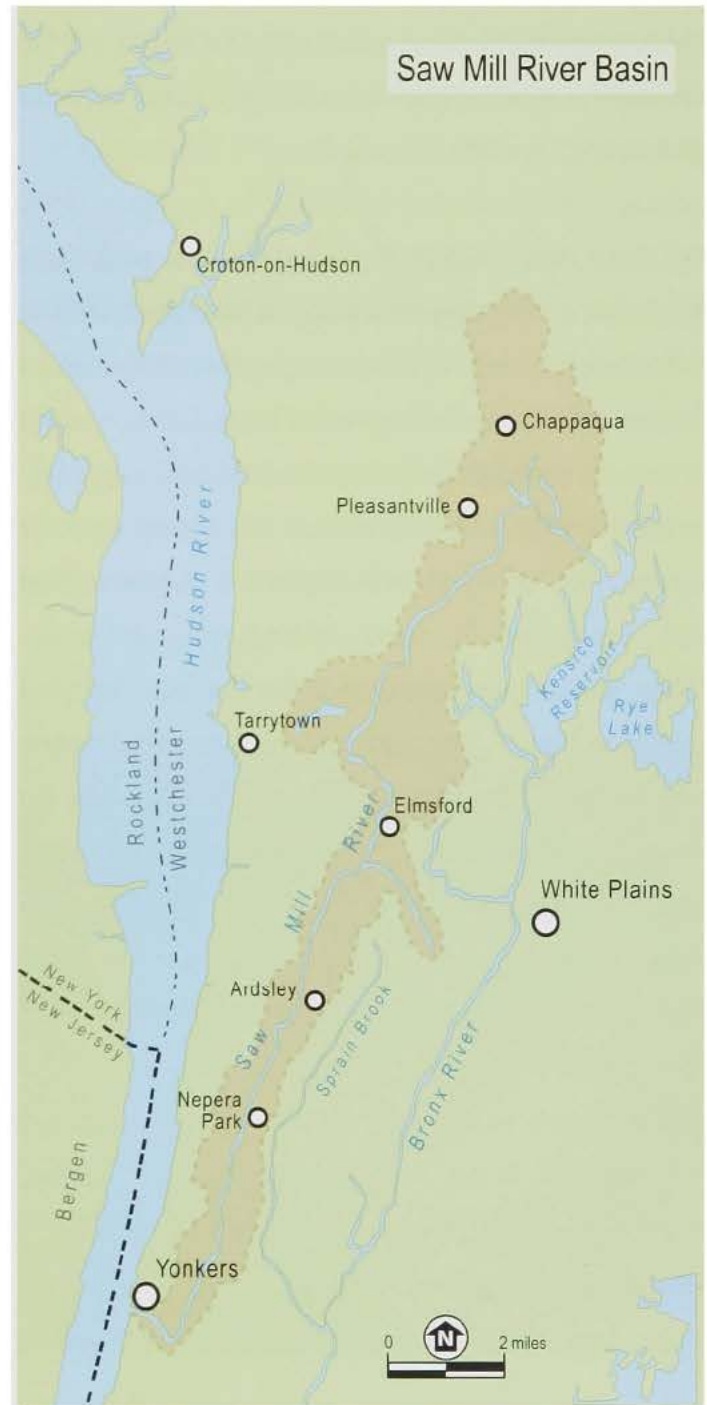 Saw Mill River Basin
Croton-on-Hudson
Chappaqua
Pleasantville
Hudson River
Kensico
Reservoir
Rye
Lake
Tarrytown
Rockland
Westchester
Elmsford
White Plains
Saw Mill River
Ardsley
Sprain Brook
New York
New Jersey
Bronx River
Nepera
Park
Bergen
Yonkers
N
0 2 miles